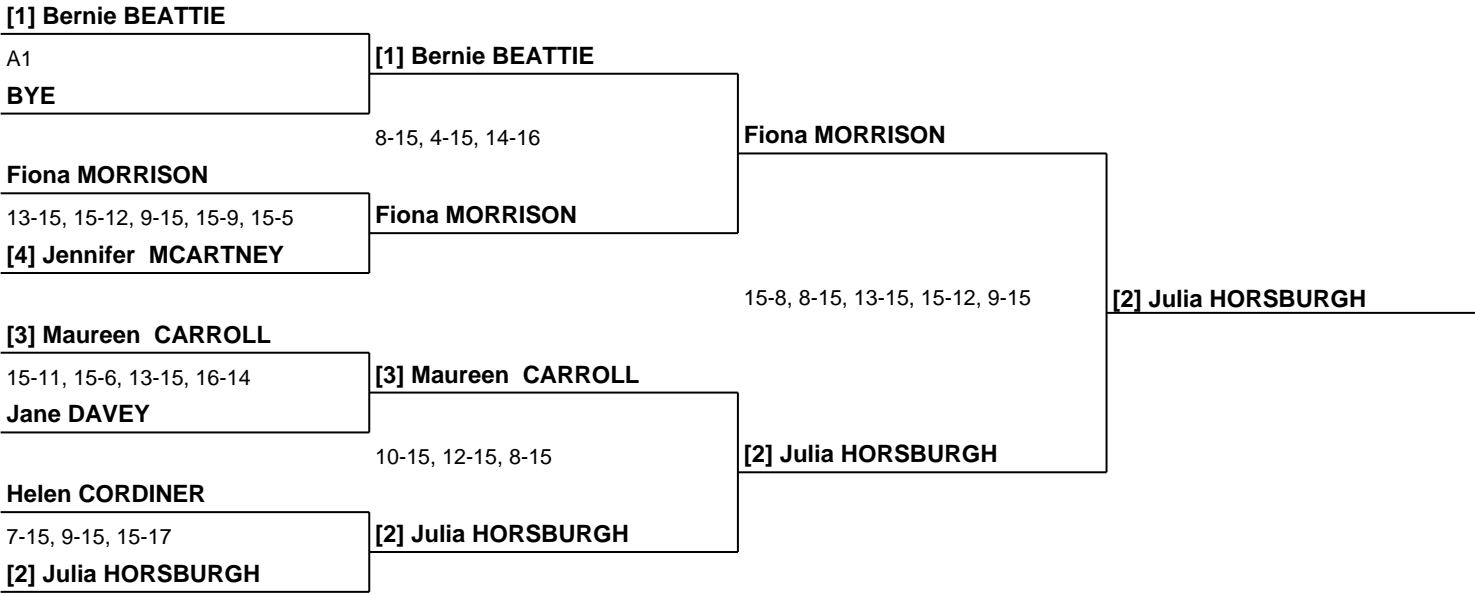 [1] Bernie BEATTIE
A1
BYE
Fiona MORRISON
13-15, 15-12, 9-15, 15-9, 15-5
[4] Jennifer  MCARTNEY
[3] Maureen  CARROLL
15-11, 15-6, 13-15, 16-14
Jane DAVEY
Helen CORDINER
7-15, 9-15, 15-17
[2] Julia HORSBURGH
[1] Bernie BEATTIE
8-15, 4-15, 14-16
Fiona MORRISON
[3] Maureen  CARROLL
10-15, 12-15, 8-15
[2] Julia HORSBURGH
Fiona MORRISON
15-8, 8-15, 13-15, 15-12, 9-15
[2] Julia HORSBURGH
[2] Julia HORSBURGH